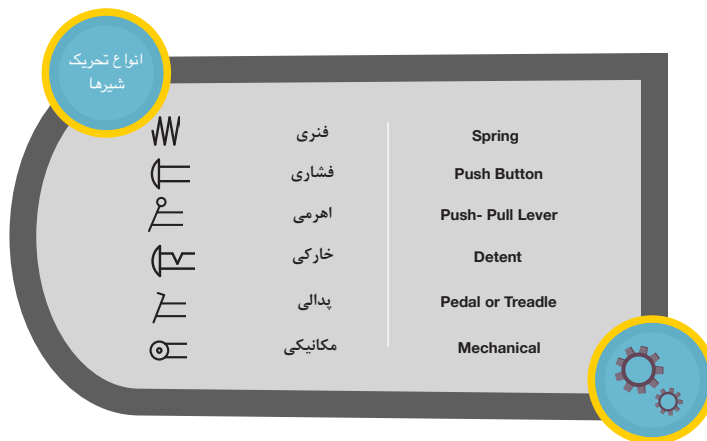 انواع تحریک
شیرها
فنری Spring
فشاری Push Button
اهرمی Push- Pull Lever
خارکی Detent
پدالی Pedal or Treadle
مکانیکی Mechanical